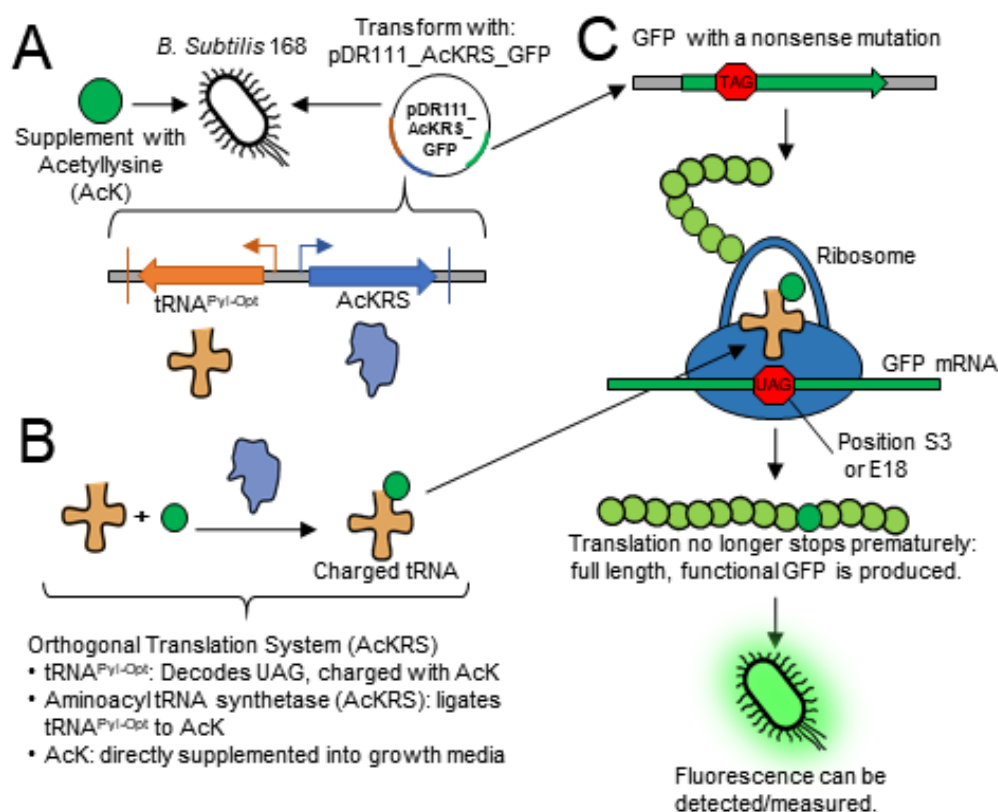 A
B. Subtilis 168
Transform with:
pDR111_AcKRS_GFP
Supplement with
Acetyllysine
(AcK)
pDR111_
AcKRS_
GFP
tRNAPyl-Opt
AcKRS
B
+
Charged tRNA
Orthogonal Translation System (AcKRS)
• tRNAPyl-Opt: Decodes UAG, charged with AcK
• Aminoacyl tRNA synthetase (AcKRS): ligates
tRNAPyl-Opt to AcK
• AcK: directly supplemented into growth media
C
GFP with a nonsense mutation
TAG
Ribosome
GFP mRNA
UAG
Position S3
or E18
Translation no longer stops prematurely:
full length, functional GFP is produced.
Fluorescence can be
detected/measured.